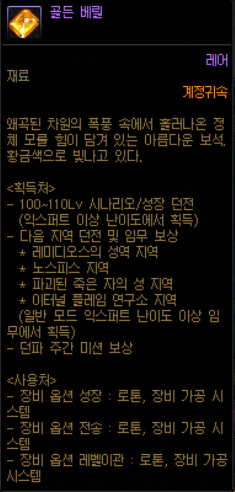 골든 베릴
레어
재료
계정귀속
왜곡된 차원의 폭풍 속에서 흘러나온 정
체 모를 힘이 담겨 있는 아름다운 보석.
황금색으로 빛나고 있다.
<획득처>
- 100~110Lv 시나리오/성장 던전
(익스퍼트 이상 난이도에서 획득)
- 다음 지역 던전 및 임무 보상
* 레미디오스의 성역 지역
* 노스피스 지역
* 파괴된 죽은 자의 성 지역
* 이터널 플레임 연구소 지역
(일반 모드 익스퍼트 난이도 이상 임
무에서 획득)
- 던파 주간 미션 보상
<사용처>
- 장비 옵션 성장 : 로톤, 장비 가공 시
스템
- 장비 옵션 전송 : 로톤, 장비 가공 시
스템
- 장비 옵션 레벨이관 : 로톤, 장비 가공
시스템